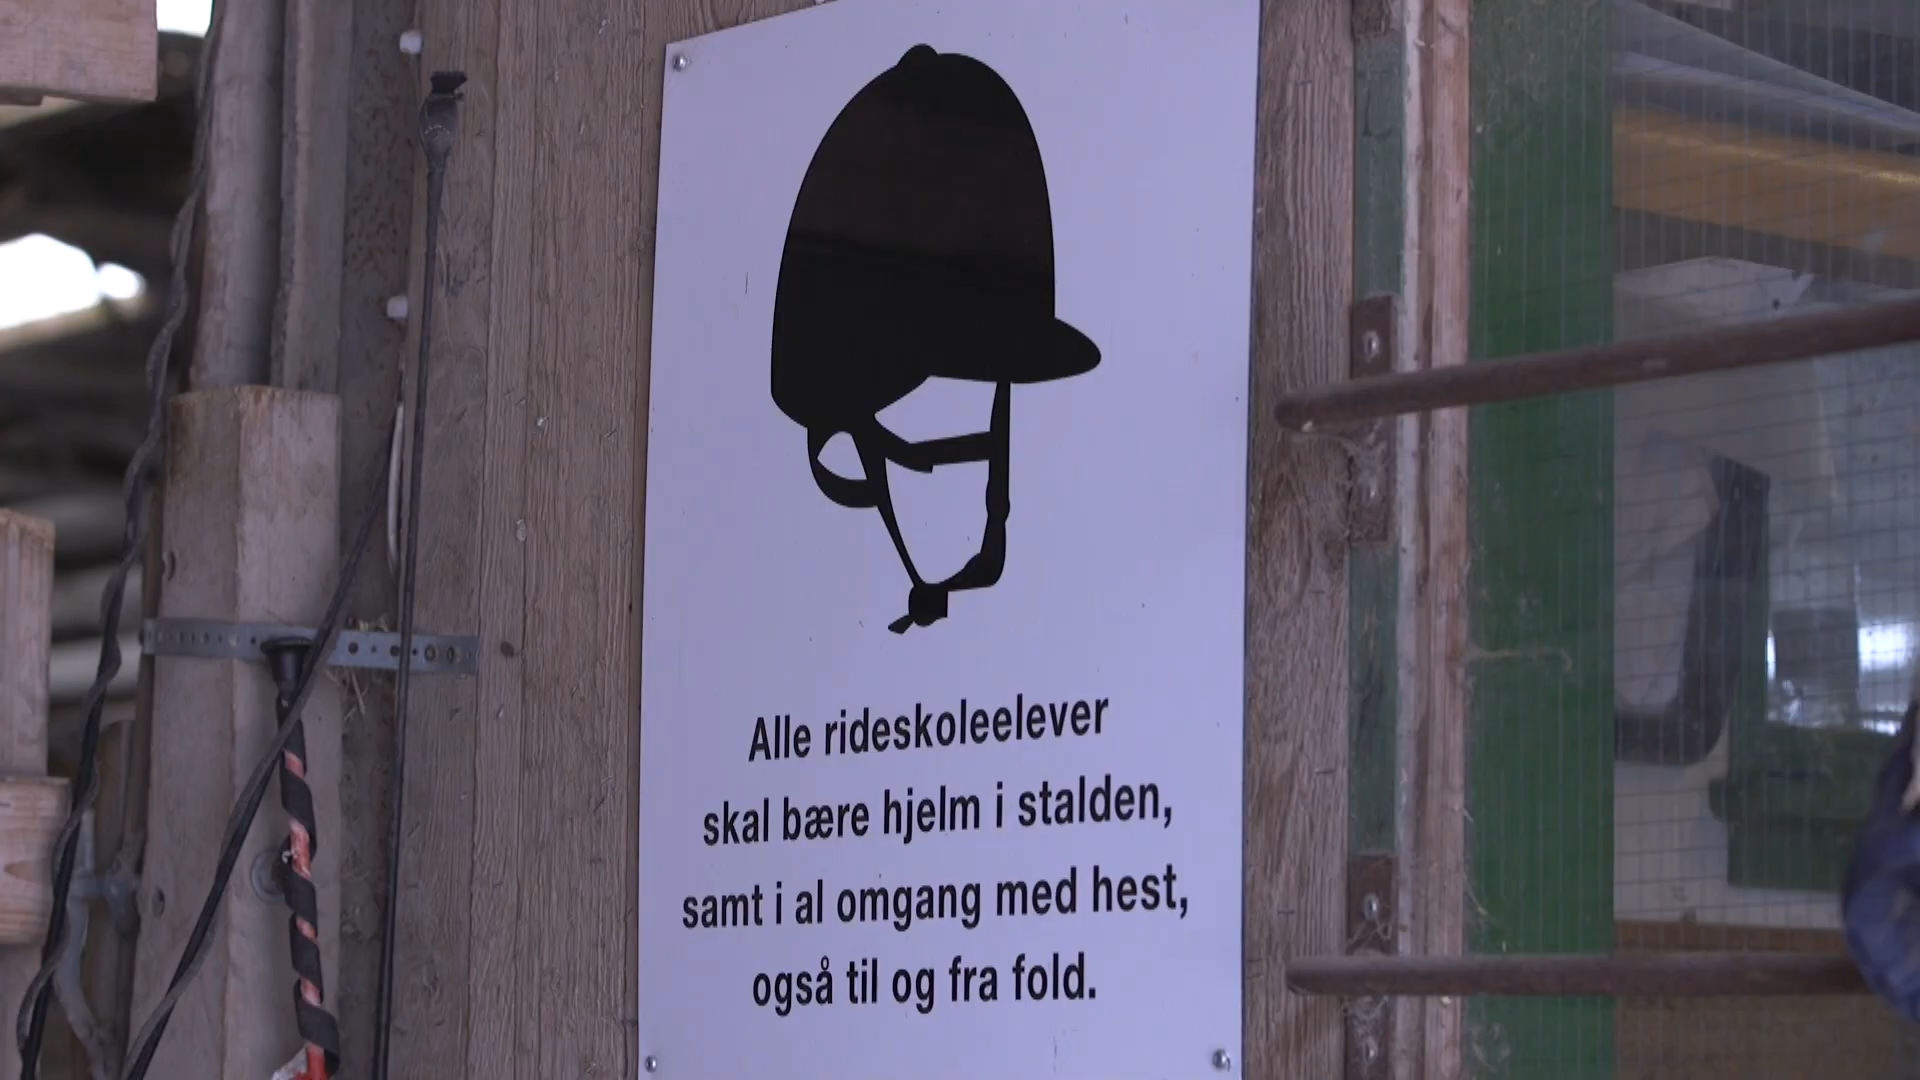 Alle rideskoleelever
skal bære hjelm i stalden,
samt i al omgang med hest,
også til og fra fold.